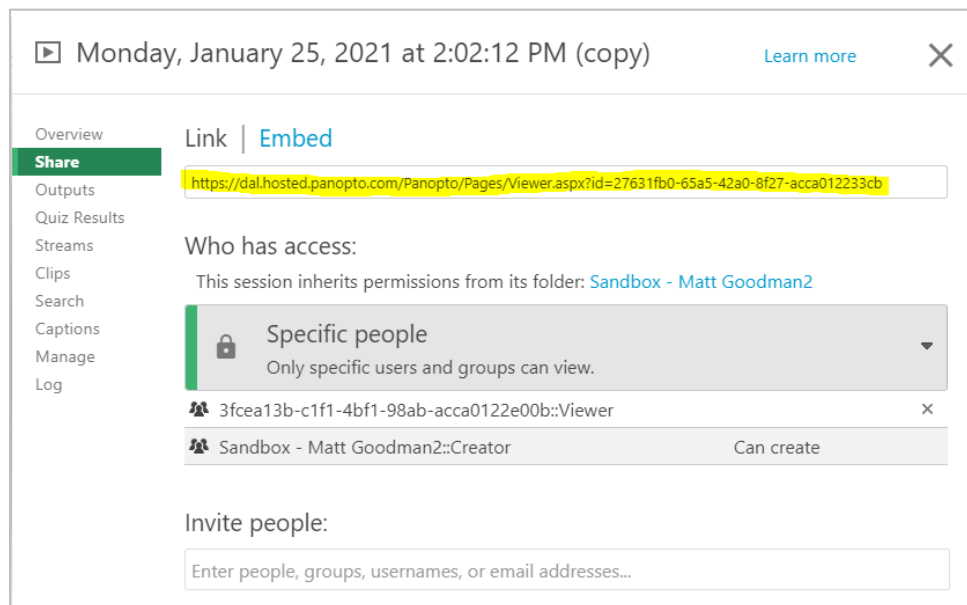 Monday, January 25, 2021 at 2:02:12 PM (copy)
Learn more
Overview
Share
Outputs
Quiz Results
Streams
Clips
Search
Captions
Manage
Log
Link | Embed
https://dal.hosted.panopto.com/Panopto/Pages/Viewer.aspx?id=27631fb0-65a5-42a0-8f27-acca012233cb
Who has access:
This session inherits permissions from its folder: Sandbox - Matt Goodman2
Specific people
Only specific users and groups can view.
3fcea13b-c1f1-4bf1-98ab-acca0122e00b::Viewer
Sandbox - Matt Goodman2::Creator Can create
Invite people:
Enter people, groups, usernames, or email addresses...